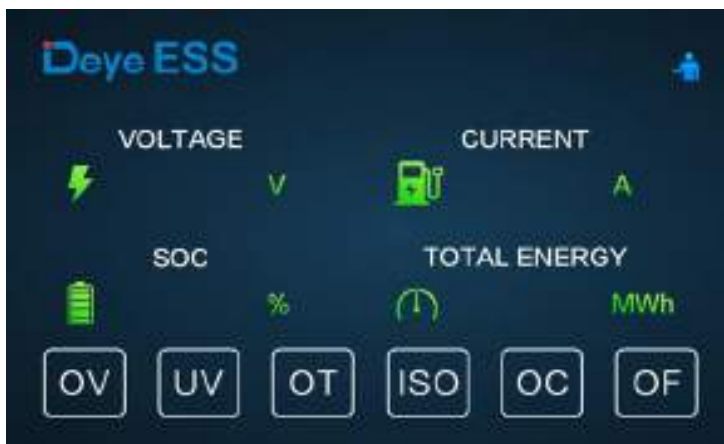 Deye ESS
VOLTAGE CURRENT
V A
SOC TOTAL ENERGY
% MWh
OV UV OT ISO OC OF